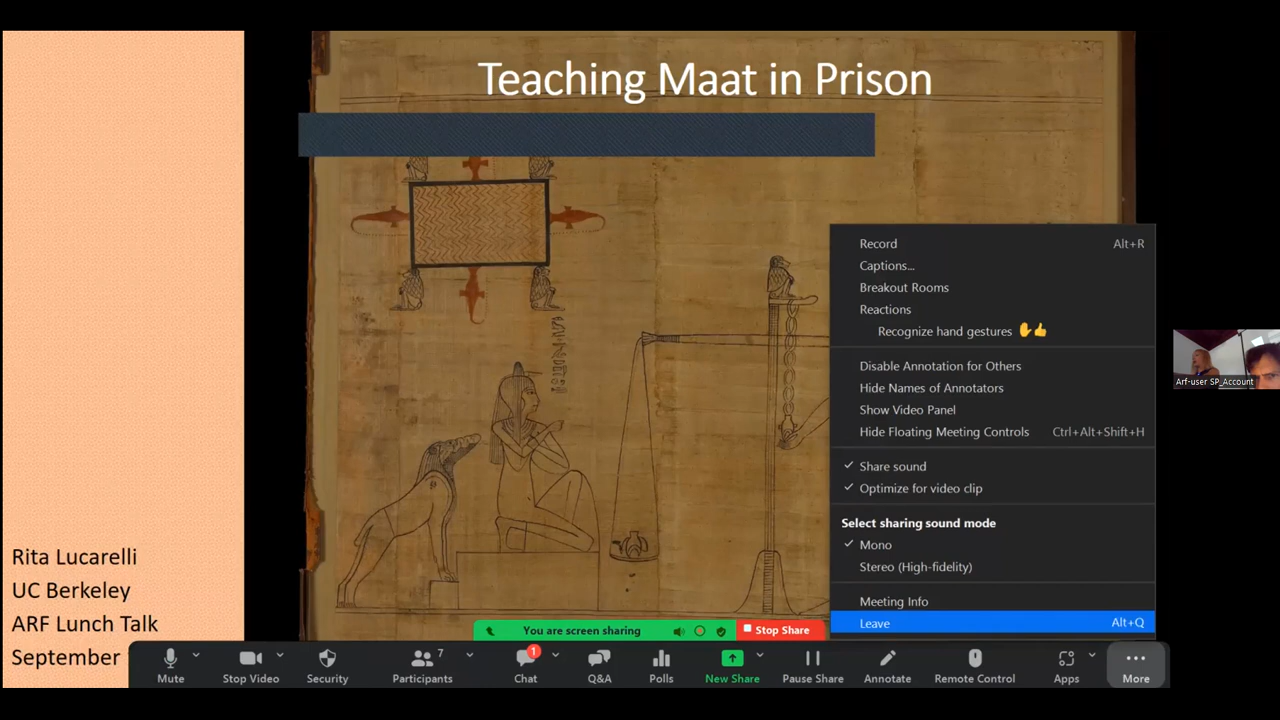 Teaching Maat in Prison
Record Alt+R
Captions...
Breakout Rooms
Reactions
Recognize hand gestures ✋👍
Disable Annotation for Others
Hide Names of Annotators
Show Video Panel
Hide Floating Meeting Controls Ctrl+Alt+Shift+H
✓ Share sound
✓ Optimize for video clip
Select sharing sound mode
✓ Mono
Stereo (High-fidelity)
Meeting Info
Leave Alt+Q
Arf-user SP_Account
Rita Lucarelli
UC Berkeley
ARF Lunch Talk
September
You are screen sharing
Stop Share
Mute
Stop Video
Security
Participants 7
Chat 1
Q&A
Polls
New Share
Pause Share
Annotate
Remote Control
Apps
More